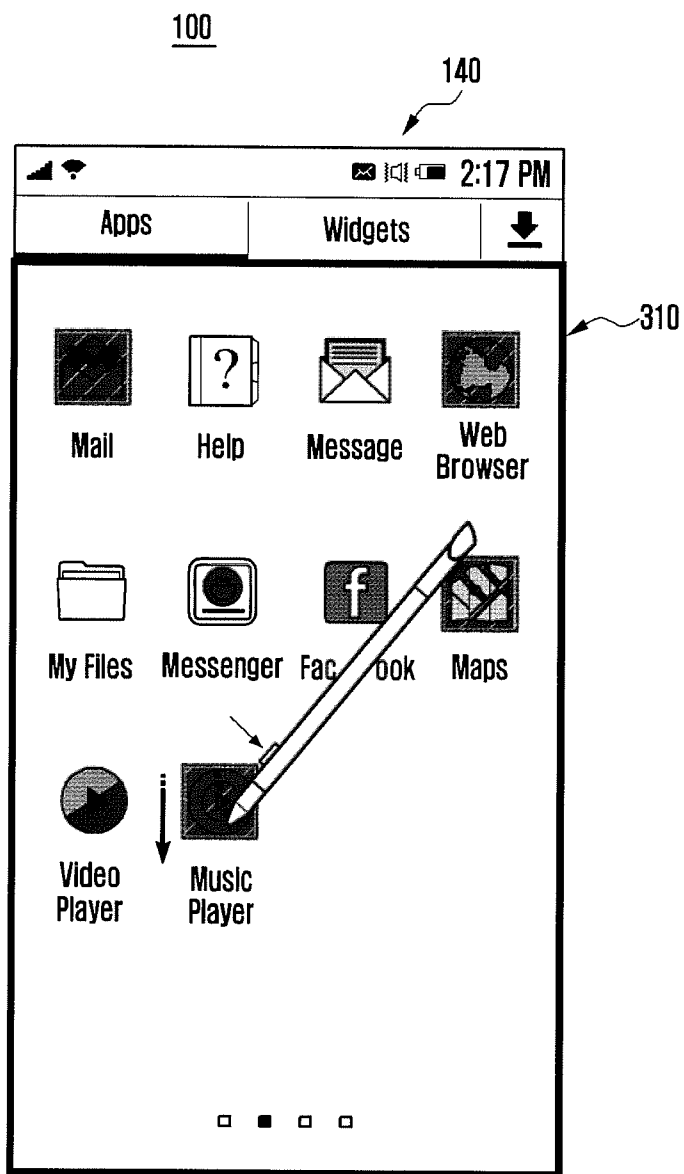 100
140
2:17 PM
Apps Widgets
310
?
Mail Help Message Web Browser
f
My Files Messenger Fac ook Maps
Video Player Music Player